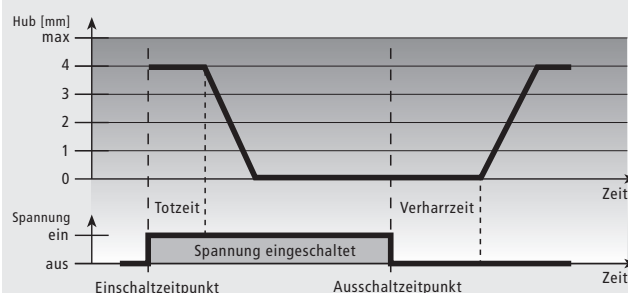 Hub [mm]
max
4
3
2
1
0
Zeit
Totzeit
Verharrzeit
Spannung
ein
Spannung eingeschaltet
aus
Zeit
Einschaltzeitpunkt
Ausschaltzeitpunkt